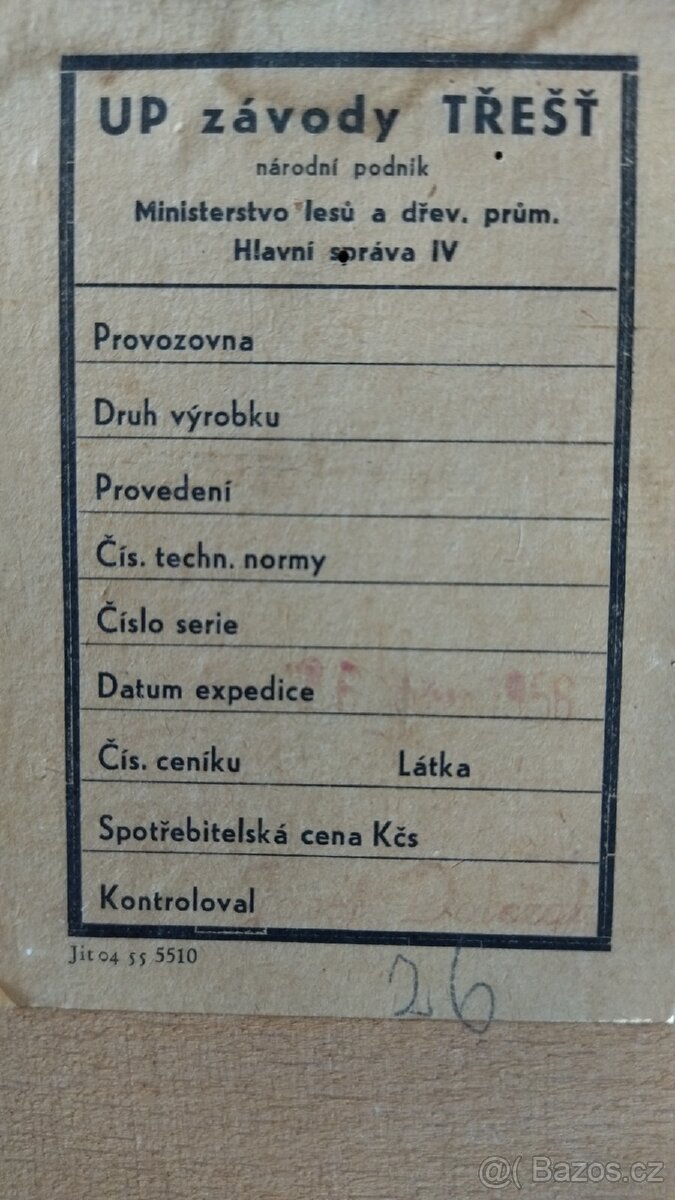 UP závody TŘEŠŤ
národní podnik
Ministerstvo lesů a dřev. prům.
Hlavní správa IV
Provozovna
Druh výrobku
Provedení
Čís. techn. normy
Číslo serie
Datum expedice
Čís. ceníku Látka
Spotřebitelská cena Kčs
Kontroloval
Jit 04 55 5510
26
@( Bazos.cz